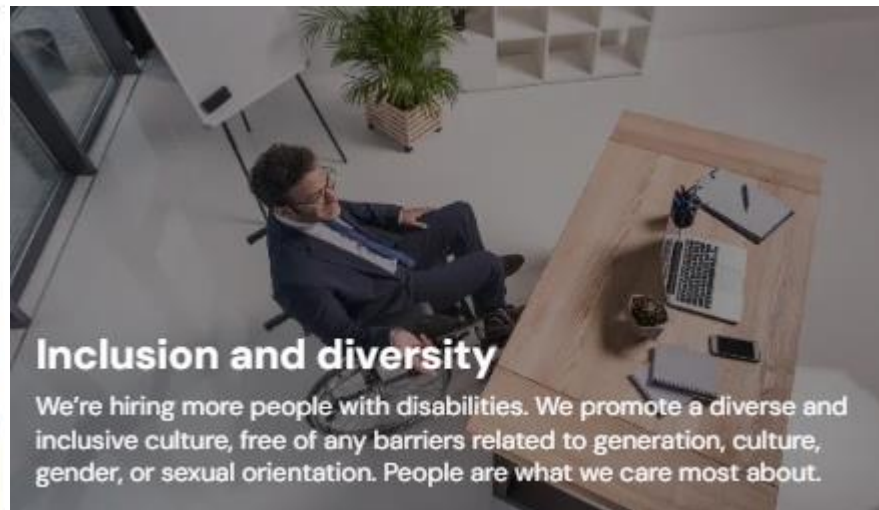 Inclusion and diversity
We’re hiring more people with disabilities. We promote a diverse and
inclusive culture, free of any barriers related to generation, culture,
gender, or sexual orientation. People are what we care most about.